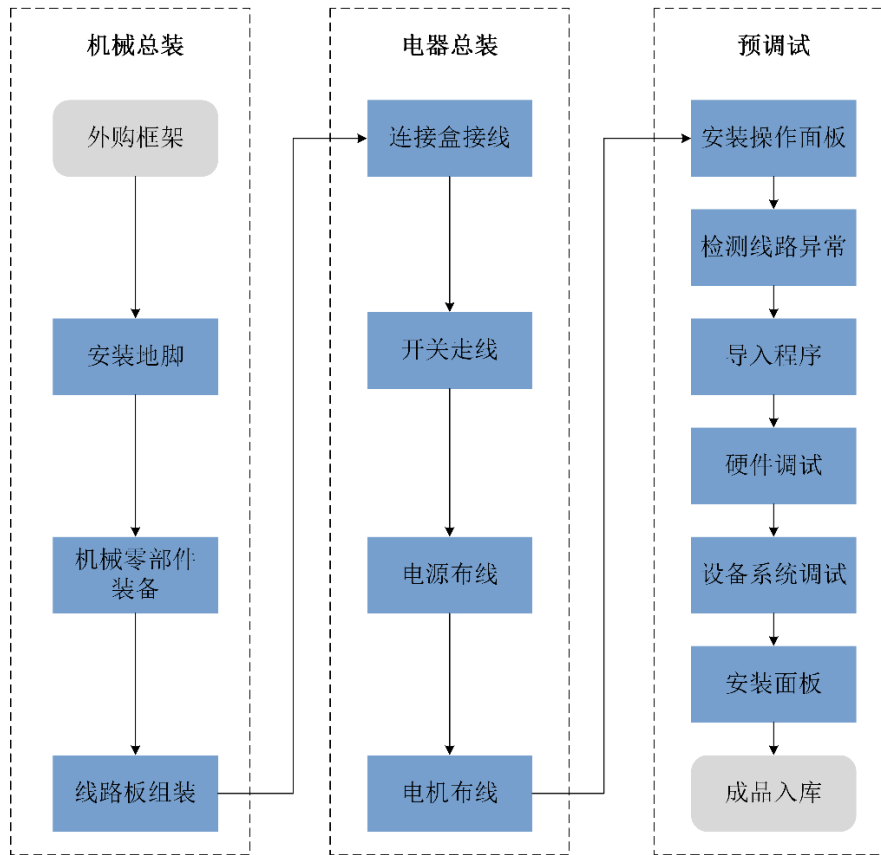 机械总装
外购框架
安装地脚
机械零部件
装备
线路板组装
电器总装
连接盒接线
开关走线
电源布线
电机布线
预调试
安装操作面板
检测线路异常
导入程序
硬件调试
设备系统调试
安装面板
成品入库